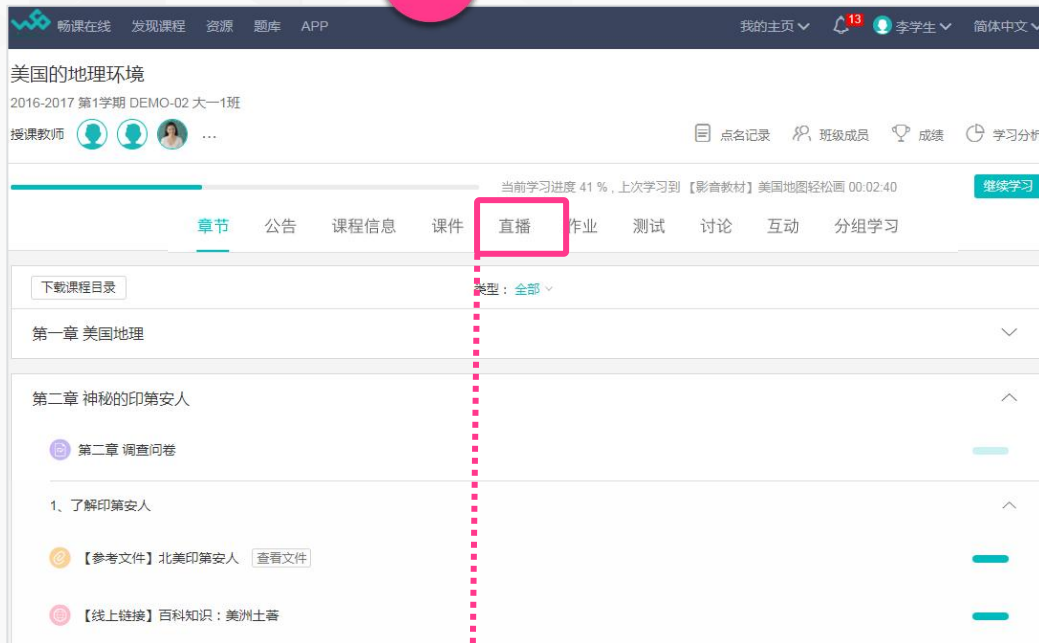 畅课在线 发现课程 资源 题库 APP 我的主页 13 李学生 简体中文
美国的地理环境
2016-2017 第1学期 DEMO-02 大一1班
授课教师 ... 点名记录 班级成员 成绩 学习分析
当前学习进度 41 % , 上次学习到 【影音教材】美国地图轻松画 00:02:40 继续学习
章节 公告 课程信息 课件 直播 作业 测试 讨论 互动 分组学习
下载课程目录 类型： 全部
第一章 美国地理
第二章 神秘的印第安人
第二章 调查问卷
1、了解印第安人
【参考文件】北美印第安人 查看文件
【线上链接】百科知识：美洲土著